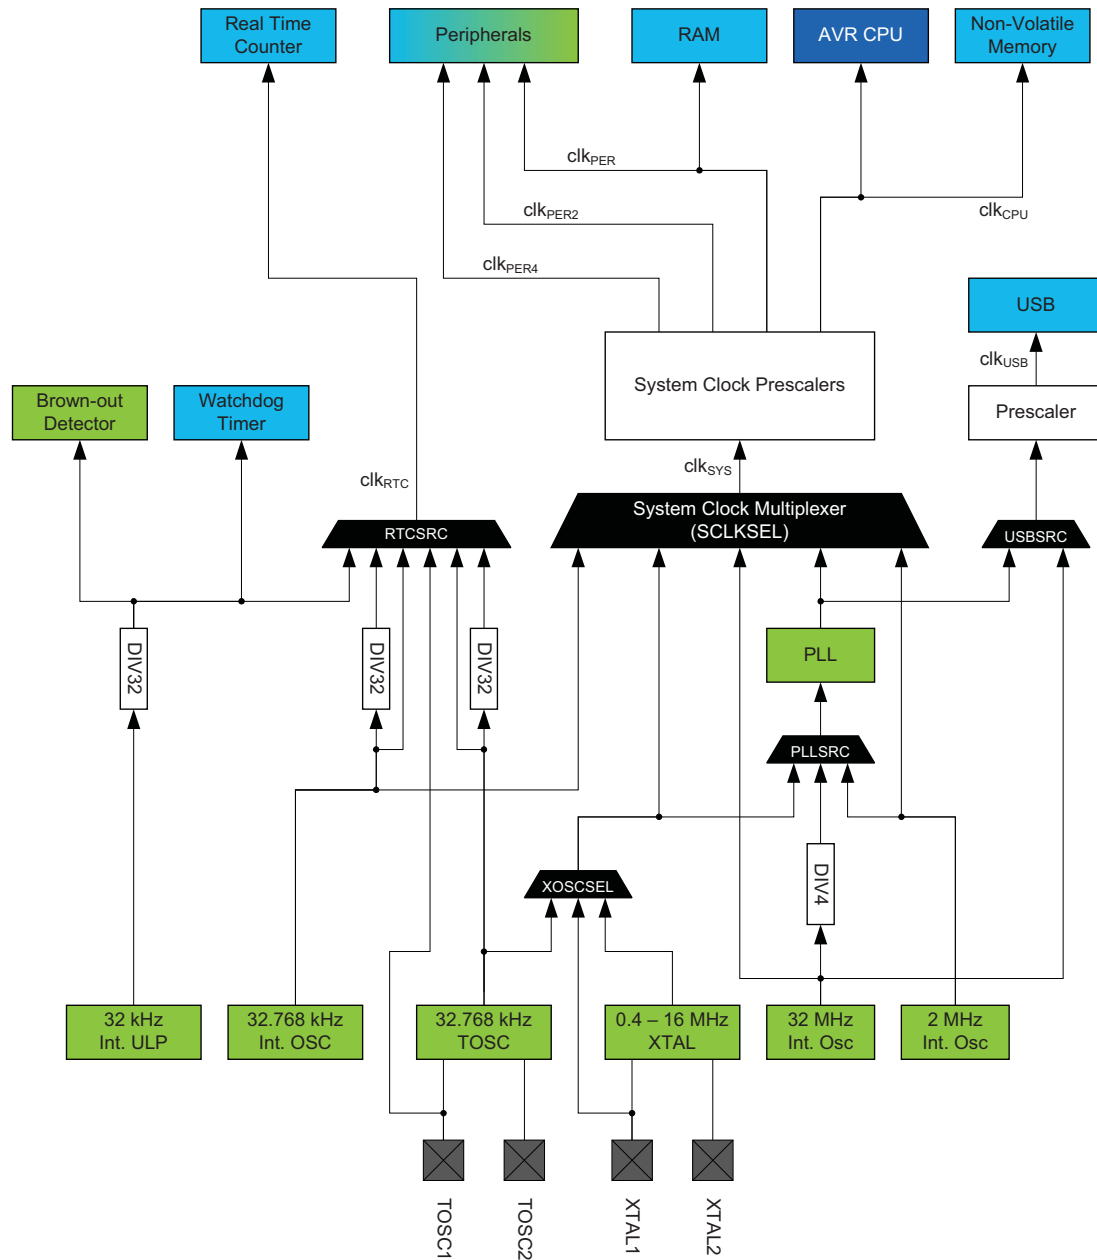 Real Time
Counter
Peripherals
RAM
AVR CPU
Non-Volatile
Memory
clkPER
clkPER2
clkCPU
clkPER4
USB
System Clock Prescalers
clkUSB
Brown-out
Detector
Watchdog
Timer
Prescaler
clkRTC
clkSYS
System Clock Multiplexer
(SCLKSEL)
RTCSRC
USBSRC
DIV32
DIV32
DIV32
PLL
PLLSRC
XOSCSEL
DIV4
32 kHz
Int. ULP
32.768 kHz
Int. OSC
32.768 kHz
TOSC
0.4 – 16 MHz
XTAL
32 MHz
Int. Osc
2 MHz
Int. Osc
TOSC1
TOSC2
XTAL1
XTAL2